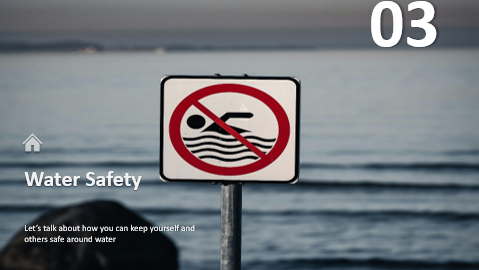 03
Water Safety
Let's talk about how you can keep yourself and
others safe around water